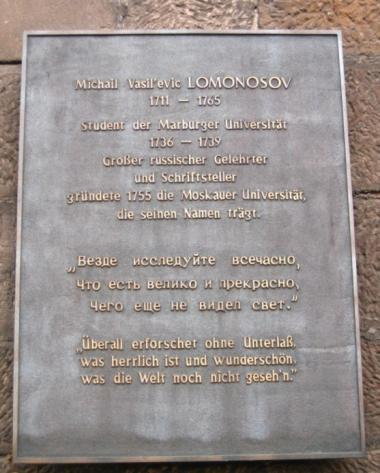 Michail Vasil'evic LOMONOSOV
1711 — 1765
Student der Marburger Universität
1736 — 1739
Großer russischer Gelehrter
und Schriftsteller
gründete 1755 die Moskauer Universität,
die seinen Namen trägt.
„Везде исследуйте всечасно,
Что есть велико и прекрасно,
Чего еще не видел свет."
„Überall erforschet ohne Unterlaß,
was herrlich ist und wunderschön,
was die Welt noch nicht geseh'n."